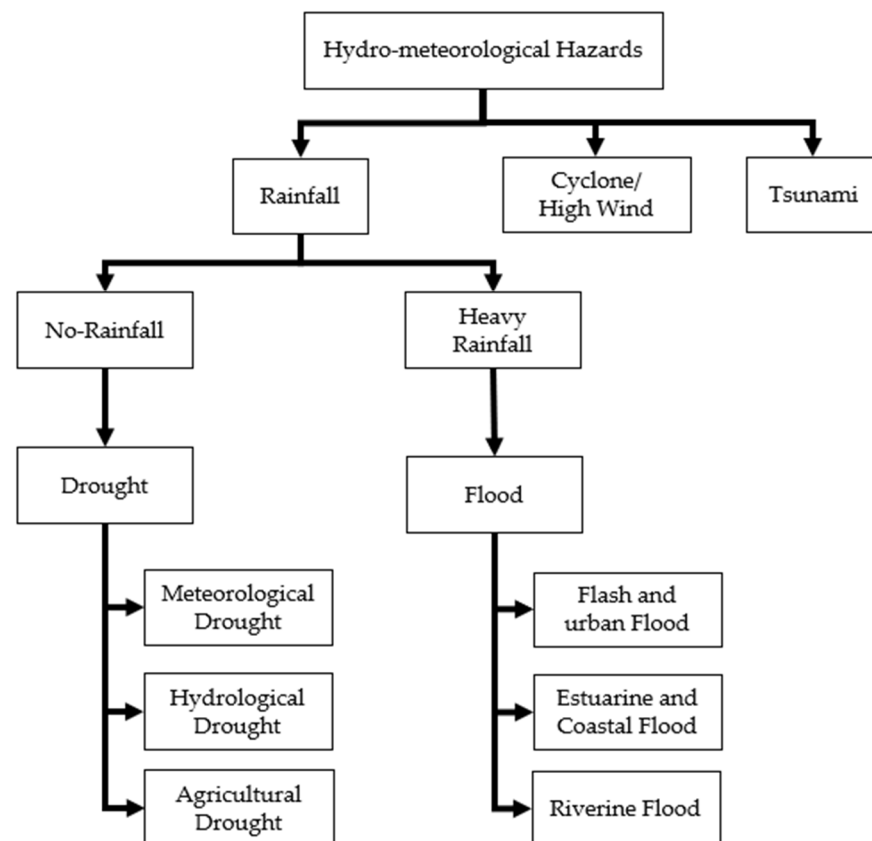 Hydro-meteorological Hazards
Rainfall
Cyclone/
High Wind
Tsunami
No-Rainfall
Heavy
Rainfall
Drought
Flood
Meteorological
Drought
Flash and
urban Flood
Hydrological
Drought
Estuarine and
Coastal Flood
Agricultural
Drought
Riverine Flood